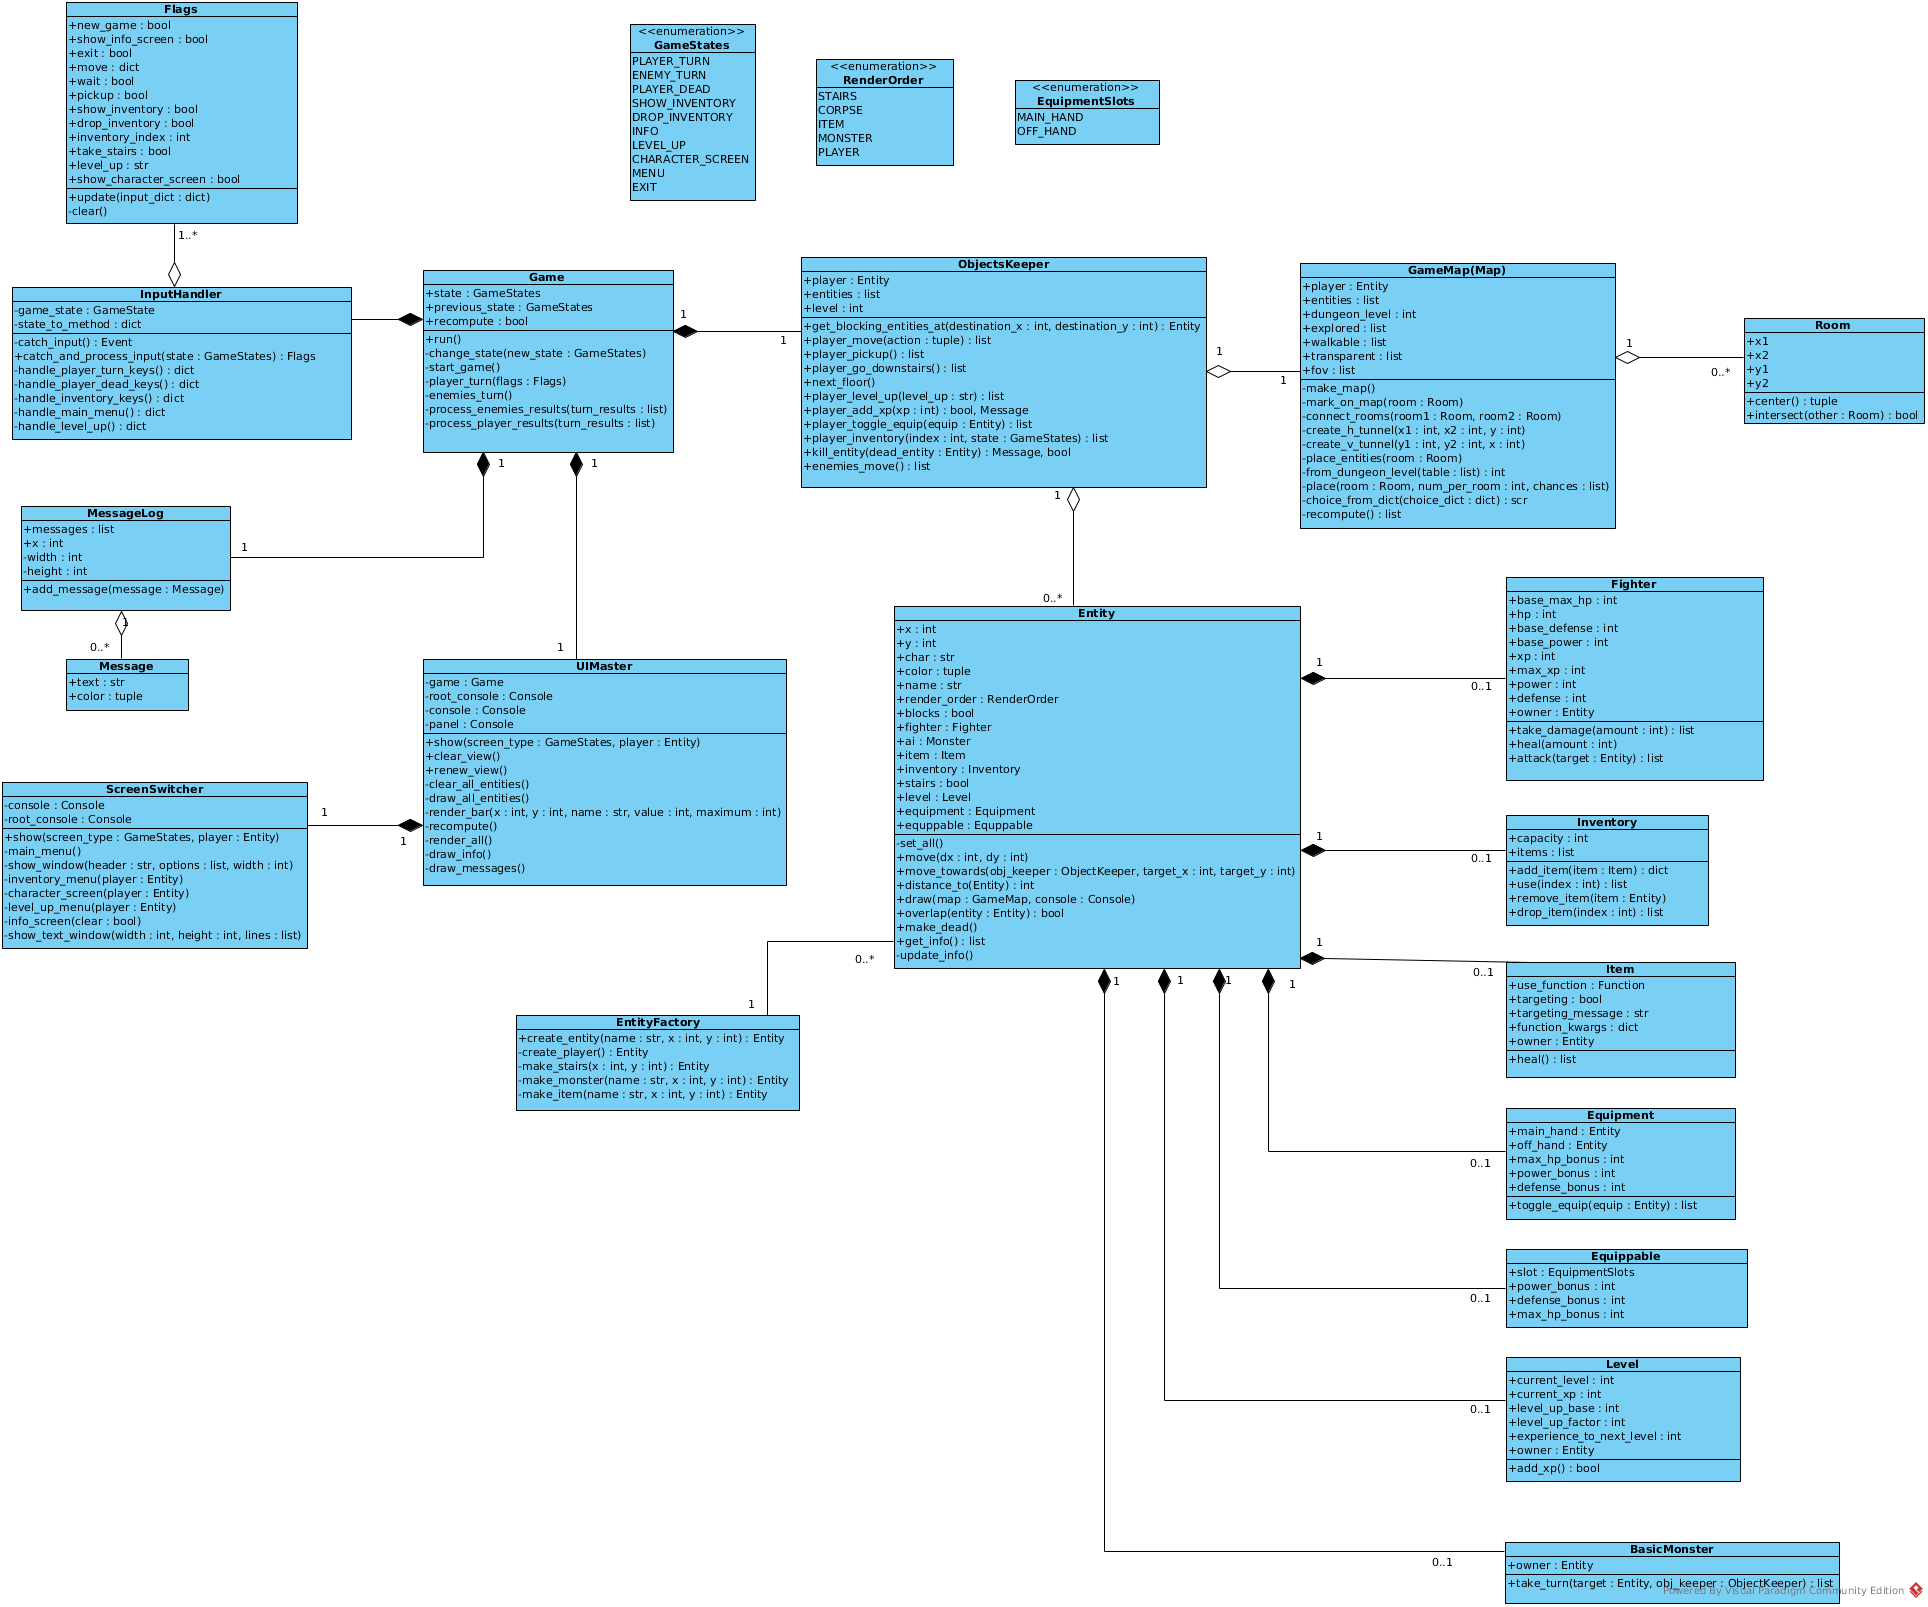 Flags
+new_game : bool
+show_info_screen : bool
+exit : bool
+move : dict
+wait : bool
+pickup : bool
+show_inventory : bool
+drop_inventory : bool
+inventory_index : int
+take_stairs : bool
+level_up : str
+show_character_screen : bool
+update(input_dict : dict)
-clear()
1..*
<<enumeration>>
GameStates
PLAYER_TURN
ENEMY_TURN
PLAYER_DEAD
SHOW_INVENTORY
DROP_INVENTORY
INFO
LEVEL_UP
CHARACTER_SCREEN
MENU
EXIT
<<enumeration>>
RenderOrder
STAIRS
CORPSE
ITEM
MONSTER
PLAYER
<<enumeration>>
EquipmentSlots
MAIN_HAND
OFF_HAND
InputHandler
-game_state : GameState
-state_to_method : dict
-catch_input() : Event
+catch_and_process_input(state : GameStates) : Flags
-handle_player_turn_keys() : dict
-handle_player_dead_keys() : dict
-handle_inventory_keys() : dict
-handle_main_menu() : dict
-handle_level_up() : dict
Game
+state : GameStates
+previous_state : GameStates
+recompute : bool
+run()
-change_state(new_state : GameStates)
-start_game()
-player_turn(flags : Flags)
-enemies_turn()
-process_enemies_results(turn_results : list)
-process_player_results(turn_results : list)
1
1
1
1
ObjectsKeeper
+player : Entity
+entities : list
+level : int
+get_blocking_entities_at(destination_x : int, destination_y : int) : Entity
+player_move(action : tuple) : list
+player_pickup() : list
+player_go_downstairs() : list
+next_floor()
+player_level_up(level_up : str) : list
+player_add_xp(xp : int) : bool, Message
+player_toggle_equip(equip : Entity) : list
+player_inventory(index : int, state : GameStates) : list
+kill_entity(dead_entity : Entity) : Message, bool
+enemies_move() : list
1
1
1
0..*
GameMap(Map)
+player : Entity
+entities : list
+dungeon_level : int
+explored : list
+walkable : list
+transparent : list
+fov : list
-make_map()
-mark_on_map(room : Room)
-connect_rooms(room1 : Room, room2 : Room)
-create_h_tunnel(x1 : int, x2 : int, y : int)
-create_v_tunnel(y1 : int, y2 : int, x : int)
-place_entities(room : Room)
-from_dungeon_level(table : list) : int
-place(room : Room, num_per_room : int, chances : list)
-choice_from_dict(choice_dict : dict) : scr
-recompute() : list
1
0..*
Room
+x1
+x2
+y1
+y2
+center() : tuple
+intersect(other : Room) : bool
MessageLog
+messages : list
+x : int
-width : int
-height : int
+add_message(message : Message)
1
1
0..*
Message
+text : str
+color : tuple
1
UIMaster
-game : Game
-root_console : Console
-console : Console
-panel : Console
+show(screen_type : GameStates, player : Entity)
+clear_view()
+renew_view()
-clear_all_entities()
-draw_all_entities()
-render_bar(x : int, y : int, name : str, value : int, maximum : int)
-recompute()
-render_all()
-draw_info()
-draw_messages()
1
1
ScreenSwitcher
-console : Console
-root_console : Console
+show(screen_type : GameStates, player : Entity)
-main_menu()
-show_window(header : str, options : list, width : int)
-inventory_menu(player : Entity)
-character_screen(player : Entity)
-level_up_menu(player : Entity)
-info_screen(clear : bool)
-show_text_window(width : int, height : int, lines : list)
Entity
+x : int
+y : int
+char : str
+color : tuple
+name : str
+render_order : RenderOrder
+blocks : bool
+fighter : Fighter
+ai : Monster
+item : Item
+inventory : Inventory
+stairs : bool
+level : Level
+equipment : Equipment
+equppable : Equppable
-set_all()
+move(dx : int, dy : int)
+move_towards(obj_keeper : ObjectKeeper, target_x : int, target_y : int)
+distance_to(Entity) : int
+draw(map : GameMap, console : Console)
+overlap(entity : Entity) : bool
+make_dead()
+get_info() : list
-update_info()
0..*
1
EntityFactory
+create_entity(name : str, x : int, y : int) : Entity
-create_player() : Entity
-make_stairs(x : int, y : int) : Entity
-make_monster(name : str, x : int, y : int) : Entity
-make_item(name : str, x : int, y : int) : Entity
1
0..1
Fighter
+base_max_hp : int
+hp : int
+base_defense : int
+base_power : int
+xp : int
+max_xp : int
+power : int
+defense : int
+owner : Entity
+take_damage(amount : int) : list
+heal(amount : int)
+attack(target : Entity) : list
1
0..1
Inventory
+capacity : int
+items : list
+add_item(item : Item) : dict
+use(index : int) : list
+remove_item(item : Entity)
+drop_item(index : int) : list
1
0..1
Item
+use_function : Function
+targeting : bool
+targeting_message : str
+function_kwargs : dict
+owner : Entity
+heal() : list
1
1
1
1
0..1
Equipment
+main_hand : Entity
+off_hand : Entity
+max_hp_bonus : int
+power_bonus : int
+defense_bonus : int
+toggle_equip(equip : Entity) : list
0..1
Equippable
+slot : EquipmentSlots
+power_bonus : int
+defense_bonus : int
+max_hp_bonus : int
0..1
Level
+current_level : int
+current_xp : int
+level_up_base : int
+level_up_factor : int
+experience_to_next_level : int
+owner : Entity
+add_xp() : bool
0..1
BasicMonster
+owner : Entity
+take_turn(target : Entity, obj_keeper : ObjectKeeper) : list
Powered By Visual Paradigm Community Edition